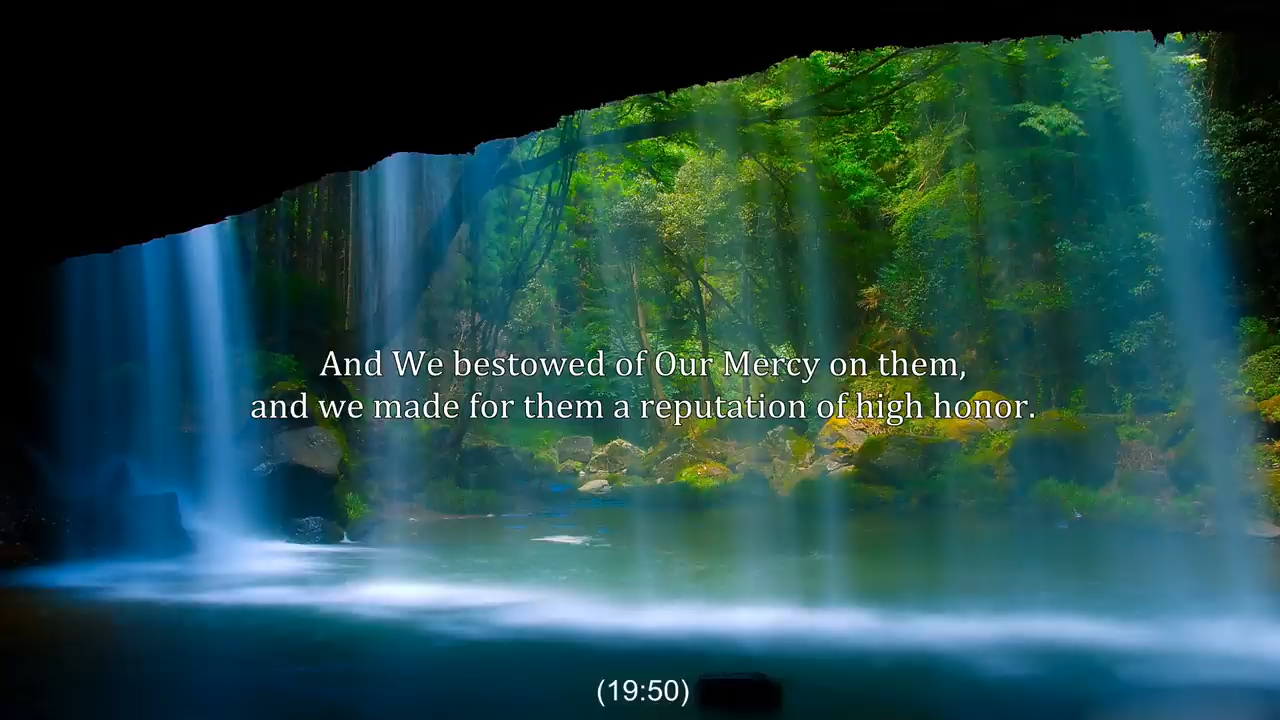 And We bestowed of Our Mercy on them,
and we made for them a reputation of high honor.
(19:50)